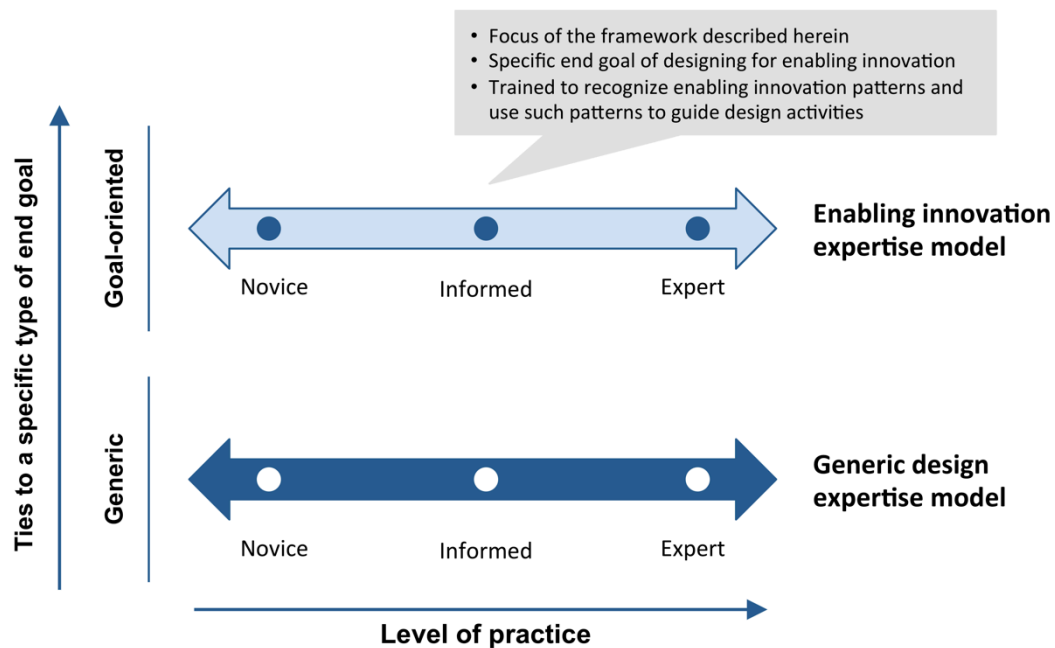 • Focus of the framework described herein
• Specific end goal of designing for enabling innovation
• Trained to recognize enabling innovation patterns and
use such patterns to guide design activities
Ties to a specific type of end goal
Goal-oriented
Novice
Informed
Expert
Enabling innovation
expertise model
Generic
Novice
Informed
Expert
Generic design
expertise model
Level of practice